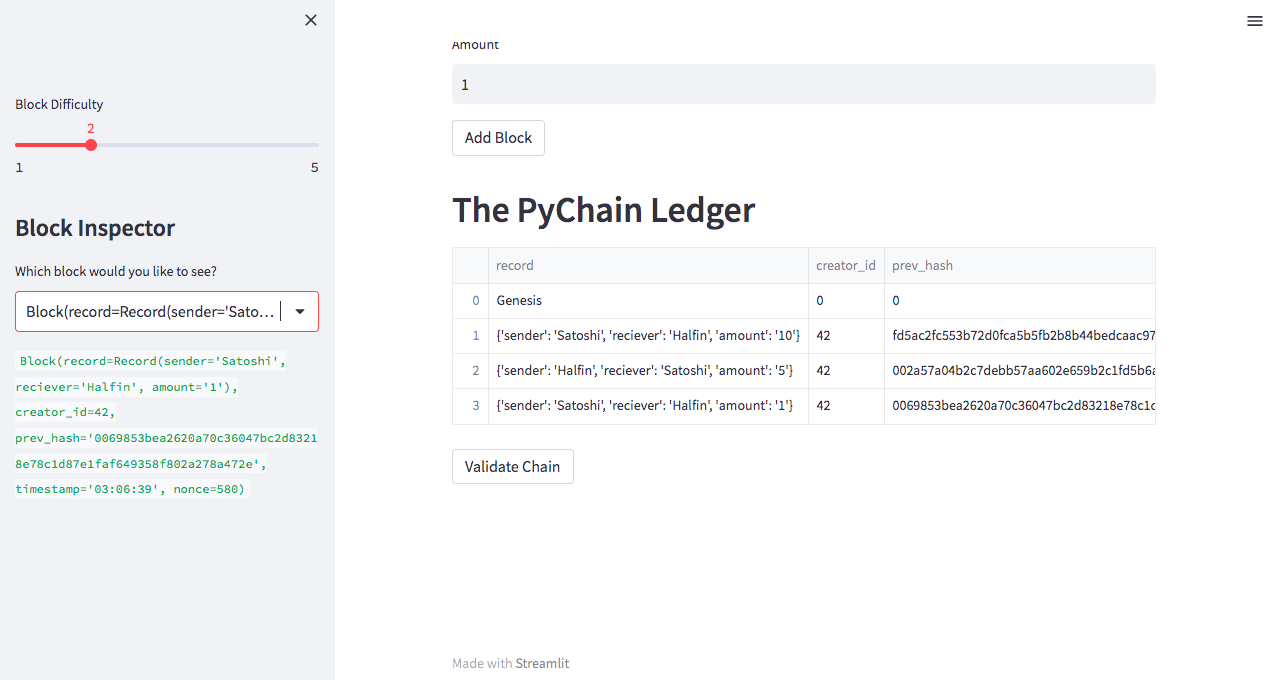 Block Difficulty
2
1 5
Block Inspector
Which block would you like to see?
Block(record=Record(sender='Sato...
Block(record=Record(sender='Satoshi',
reciever='Halfin', amount='1'),
creator_id=42,
prev_hash='0069853bea2620a70c36047bc2d8321
8e78c1d87e1faf649358f802a278a472e',
timestamp='03:06:39', nonce=580)
Amount
1
Add Block
The PyChain Ledger
record creator_id prev_hash
0 Genesis 0 0
1 {'sender': 'Satoshi', 'reciever': 'Halfin', 'amount': '10'} 42 fd5ac2fc553b72d0fca5b5fb2b8b44bedcaac97
2 {'sender': 'Halfin', 'reciever': 'Satoshi', 'amount': '5'} 42 002a57a04b2c7debb57aa602e659b2c1fd5b6a
3 {'sender': 'Satoshi', 'reciever': 'Halfin', 'amount': '1'} 42 0069853bea2620a70c36047bc2d83218e78c1c
Validate Chain
Made with Streamlit